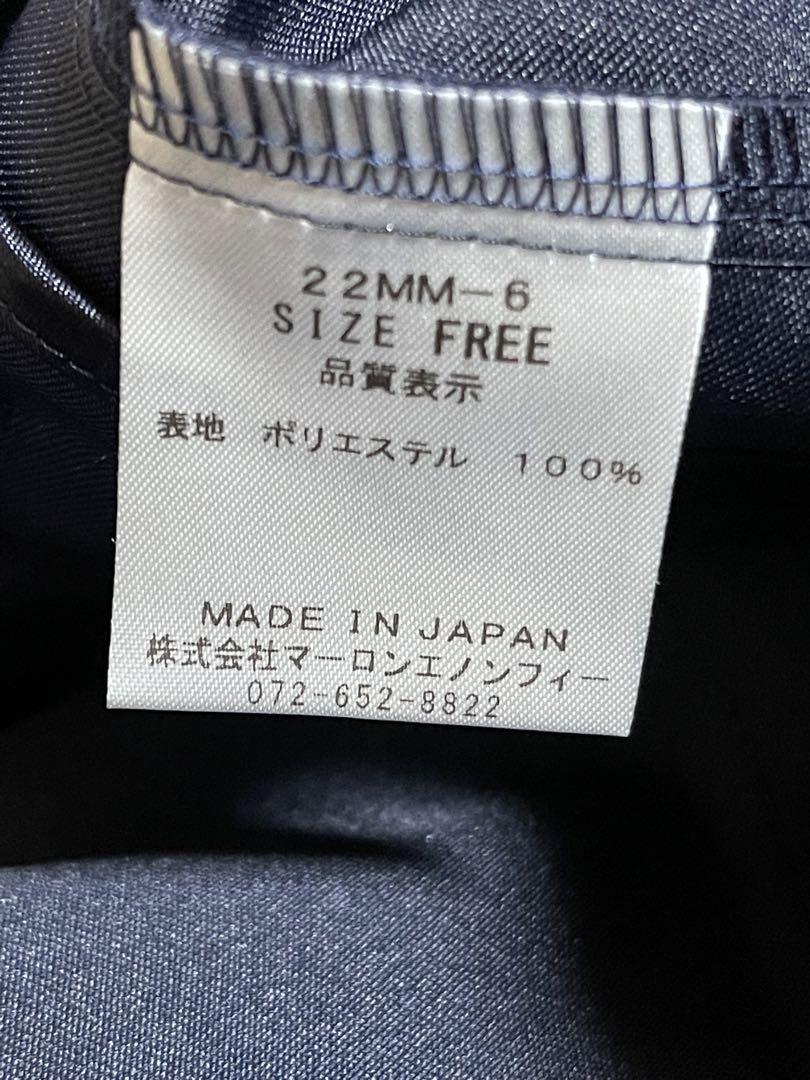 22MM-6
SIZE FREE
品質表示
表地 ポリエステル 100%
MADE IN JAPAN
株式会社マーロンエノンフィー
072-652-8822